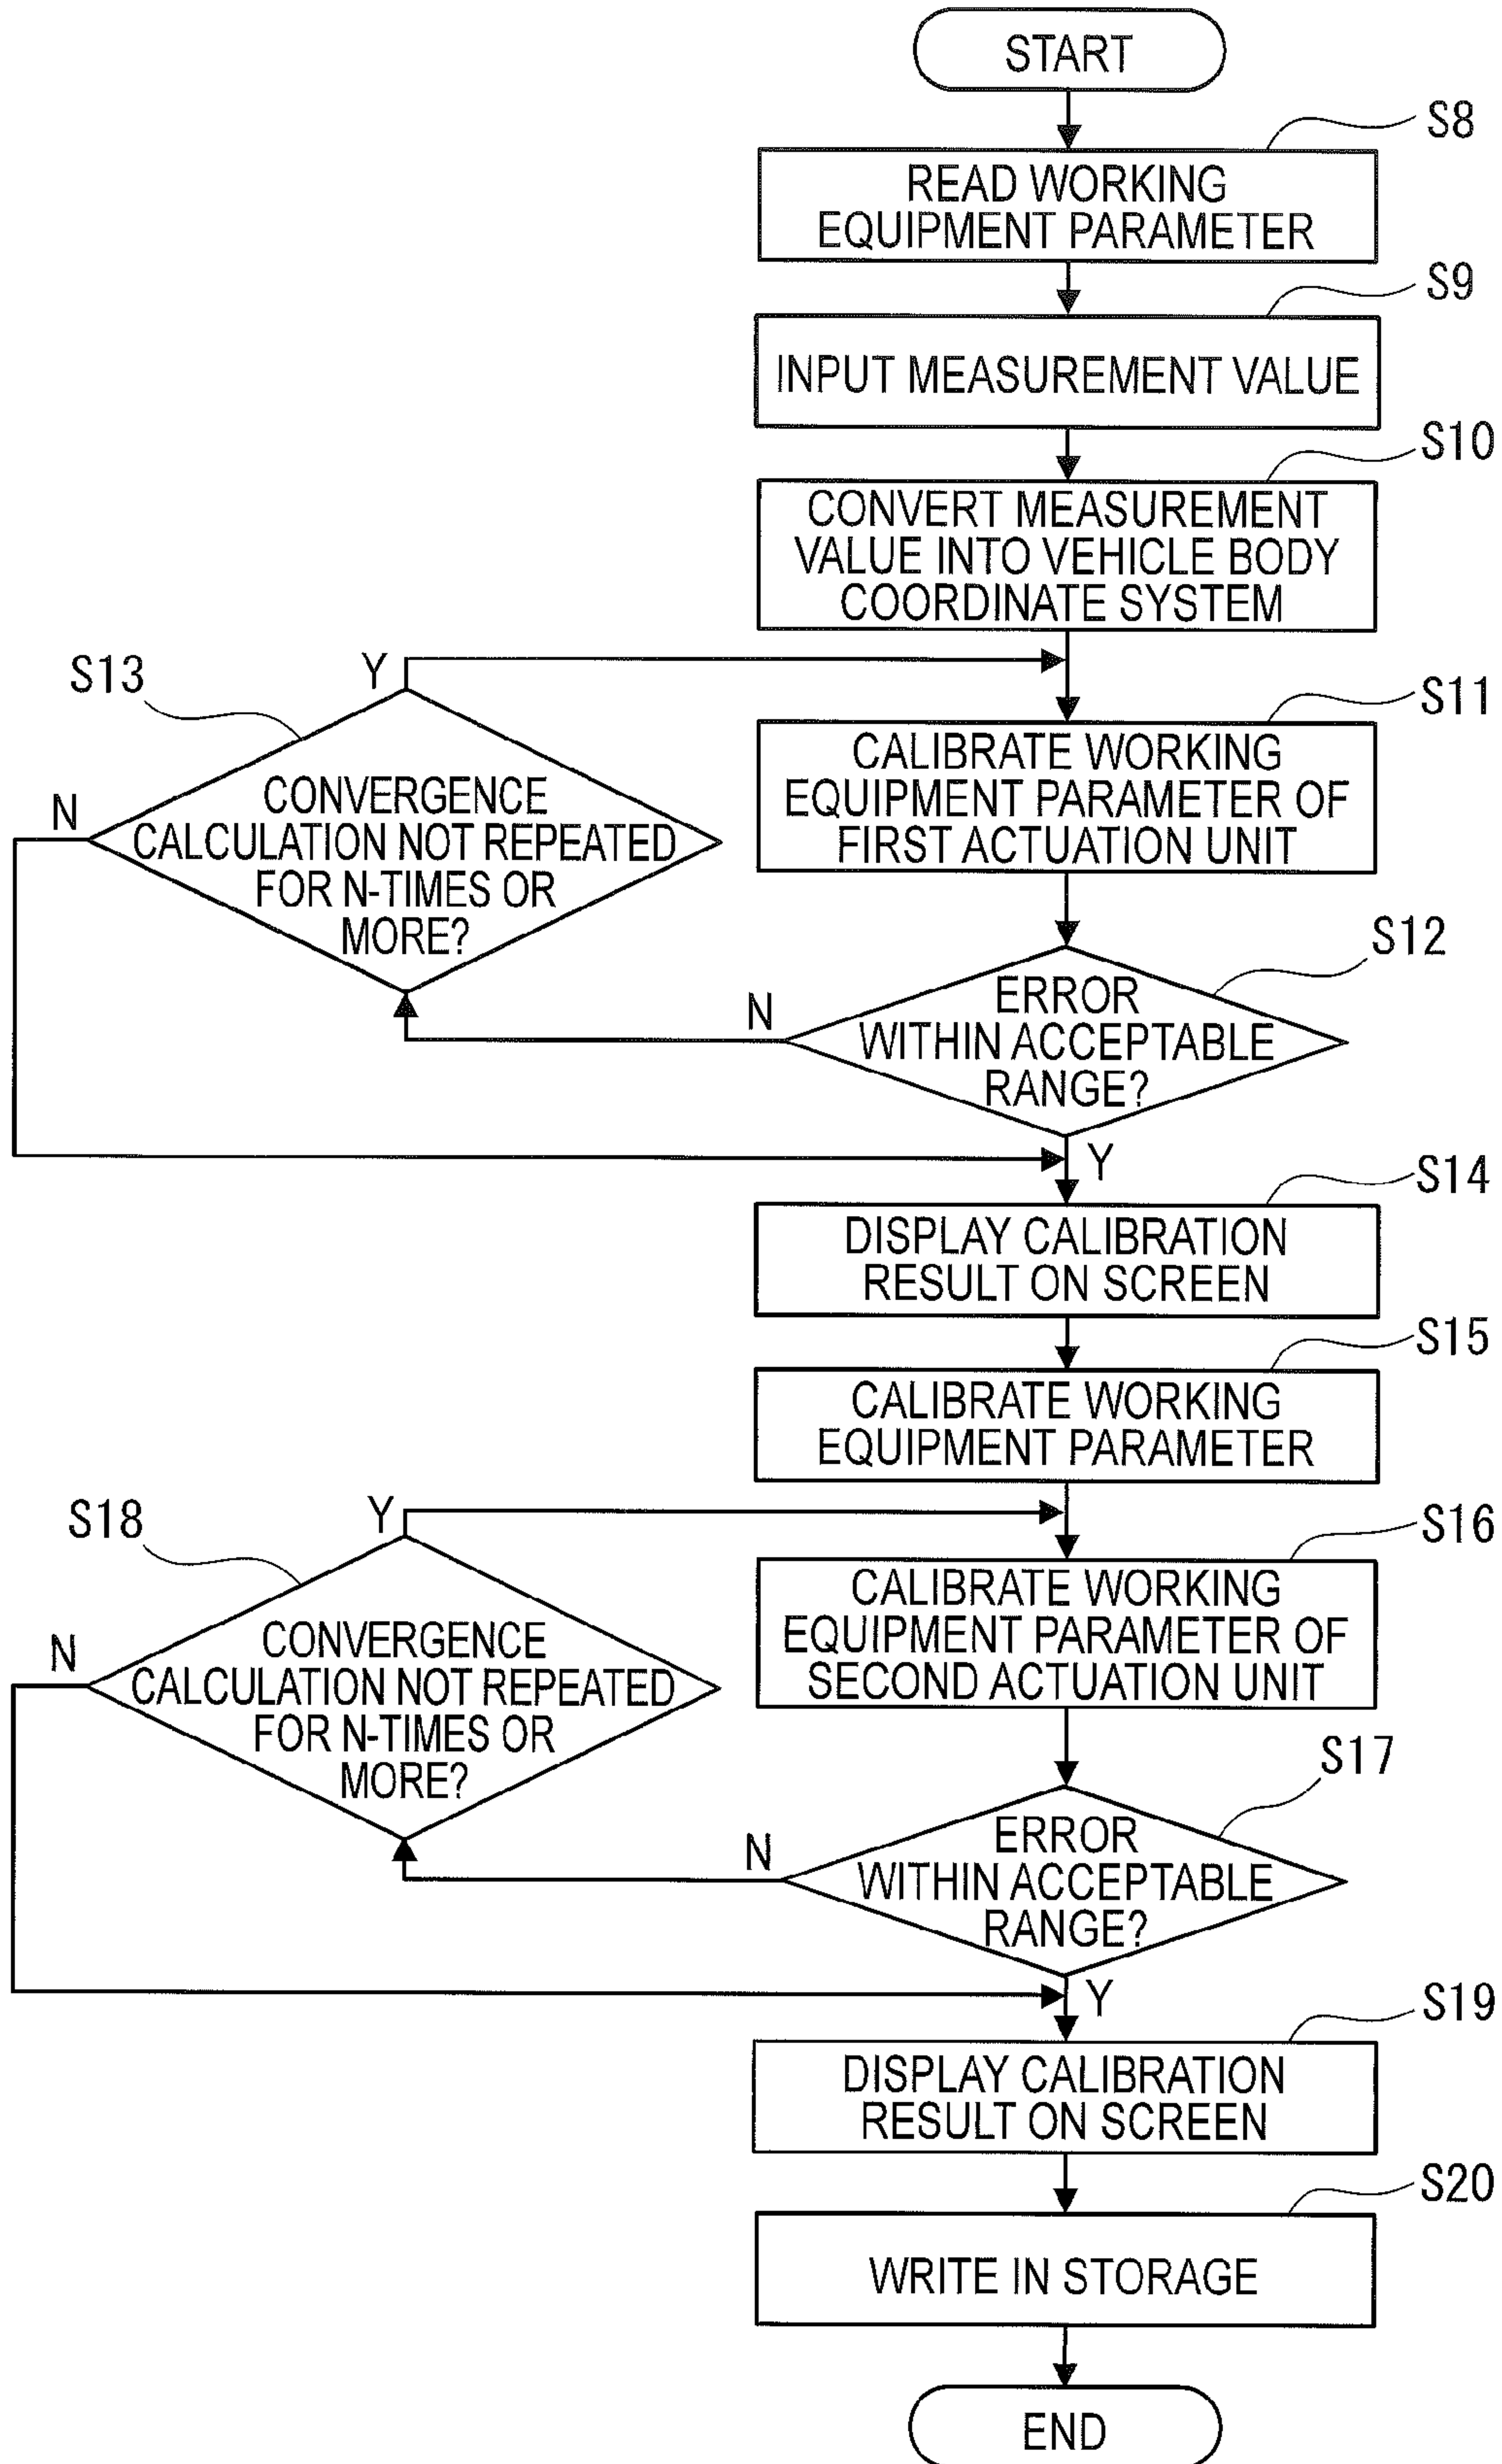 START
S8
READ WORKING
EQUIPMENT PARAMETER
S9
INPUT MEASUREMENT VALUE
S10
CONVERT MEASUREMENT
VALUE INTO VEHICLE BODY
COORDINATE SYSTEM
S11
CALIBRATE WORKING
EQUIPMENT PARAMETER OF
FIRST ACTUATION UNIT
S12
ERROR
WITHIN ACCEPTABLE
RANGE?
N
Y
S13
CONVERGENCE
CALCULATION NOT REPEATED
FOR N-TIMES OR
MORE?
Y
N
S14
DISPLAY CALIBRATION
RESULT ON SCREEN
S15
CALIBRATE WORKING
EQUIPMENT PARAMETER
S16
CALIBRATE WORKING
EQUIPMENT PARAMETER OF
SECOND ACTUATION UNIT
S17
ERROR
WITHIN ACCEPTABLE
RANGE?
N
Y
S18
CONVERGENCE
CALCULATION NOT REPEATED
FOR N-TIMES OR
MORE?
Y
N
S19
DISPLAY CALIBRATION
RESULT ON SCREEN
S20
WRITE IN STORAGE
END